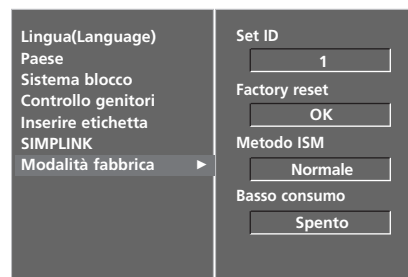 Lingua(Language)
Paese
Sistema blocco
Controllo genitori
Inserire etichetta
SIMPLINK
Modalità fabbrica ►
Set ID
1
Factory reset
OK
Metodo ISM
Normale
Basso consumo
Spento